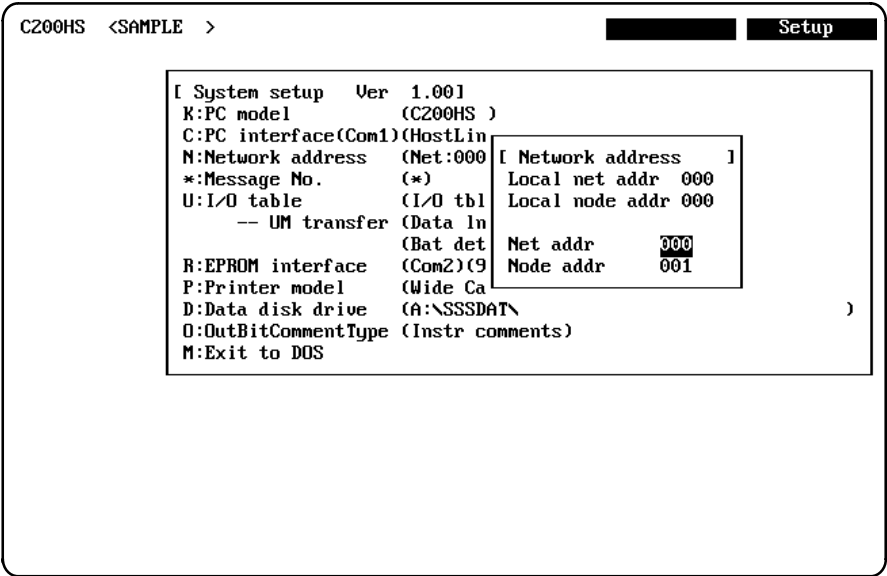 C200HS <SAMPLE > Setup
[ System setup Ver 1.00]
K:PC model (C200HS )
C:PC interface(Com1)(HostLin
N:Network address (Net:000
*:Message No. (*)
U:I/O table (I/O tbl
-- UM transfer (Data ln
(Bat det
R:EPROM interface (Com2)(9
P:Printer model (Wide Ca
D:Data disk drive (A:\SSSDAT\ )
O:OutBitCommentType (Instr comments)
M:Exit to DOS
[ Network address ]
Local net addr 000
Local node addr 000
Net addr 000
Node addr 001